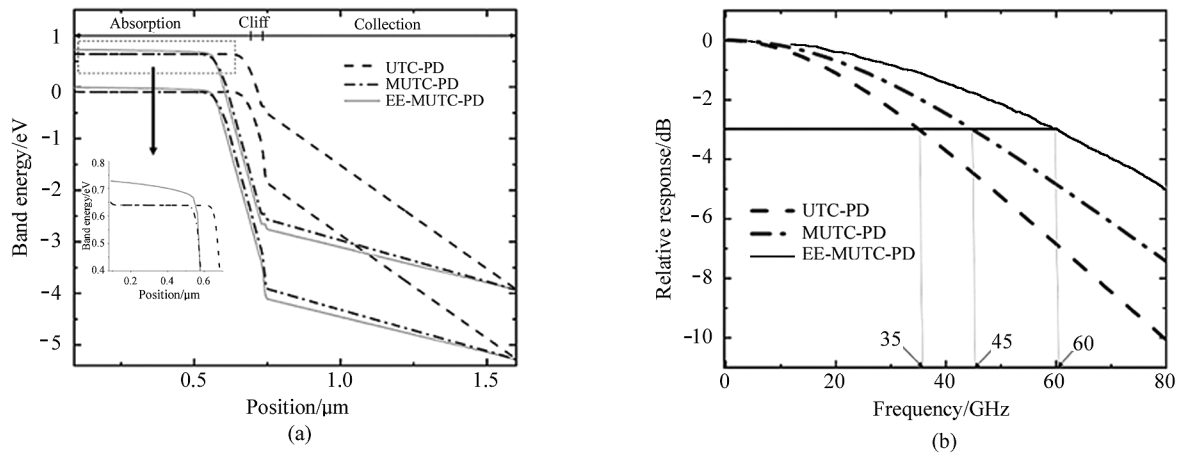 Absorption
Cliff
Collection
1
0
−1
−2
−3
−4
−5
Band energy/eV
UTC-PD
MUTC-PD
EE-MUTC-PD
0.8
0.7
0.6
0.5
0.4
Band energy/eV
0.2
0.4
0.6
Position/μm
0.5
1.0
1.5
Position/μm
(a)
0
−2
−4
−6
−8
−10
Relative response/dB
UTC-PD
MUTC-PD
EE-MUTC-PD
35
45
60
0
20
40
60
80
Frequency/GHz
(b)